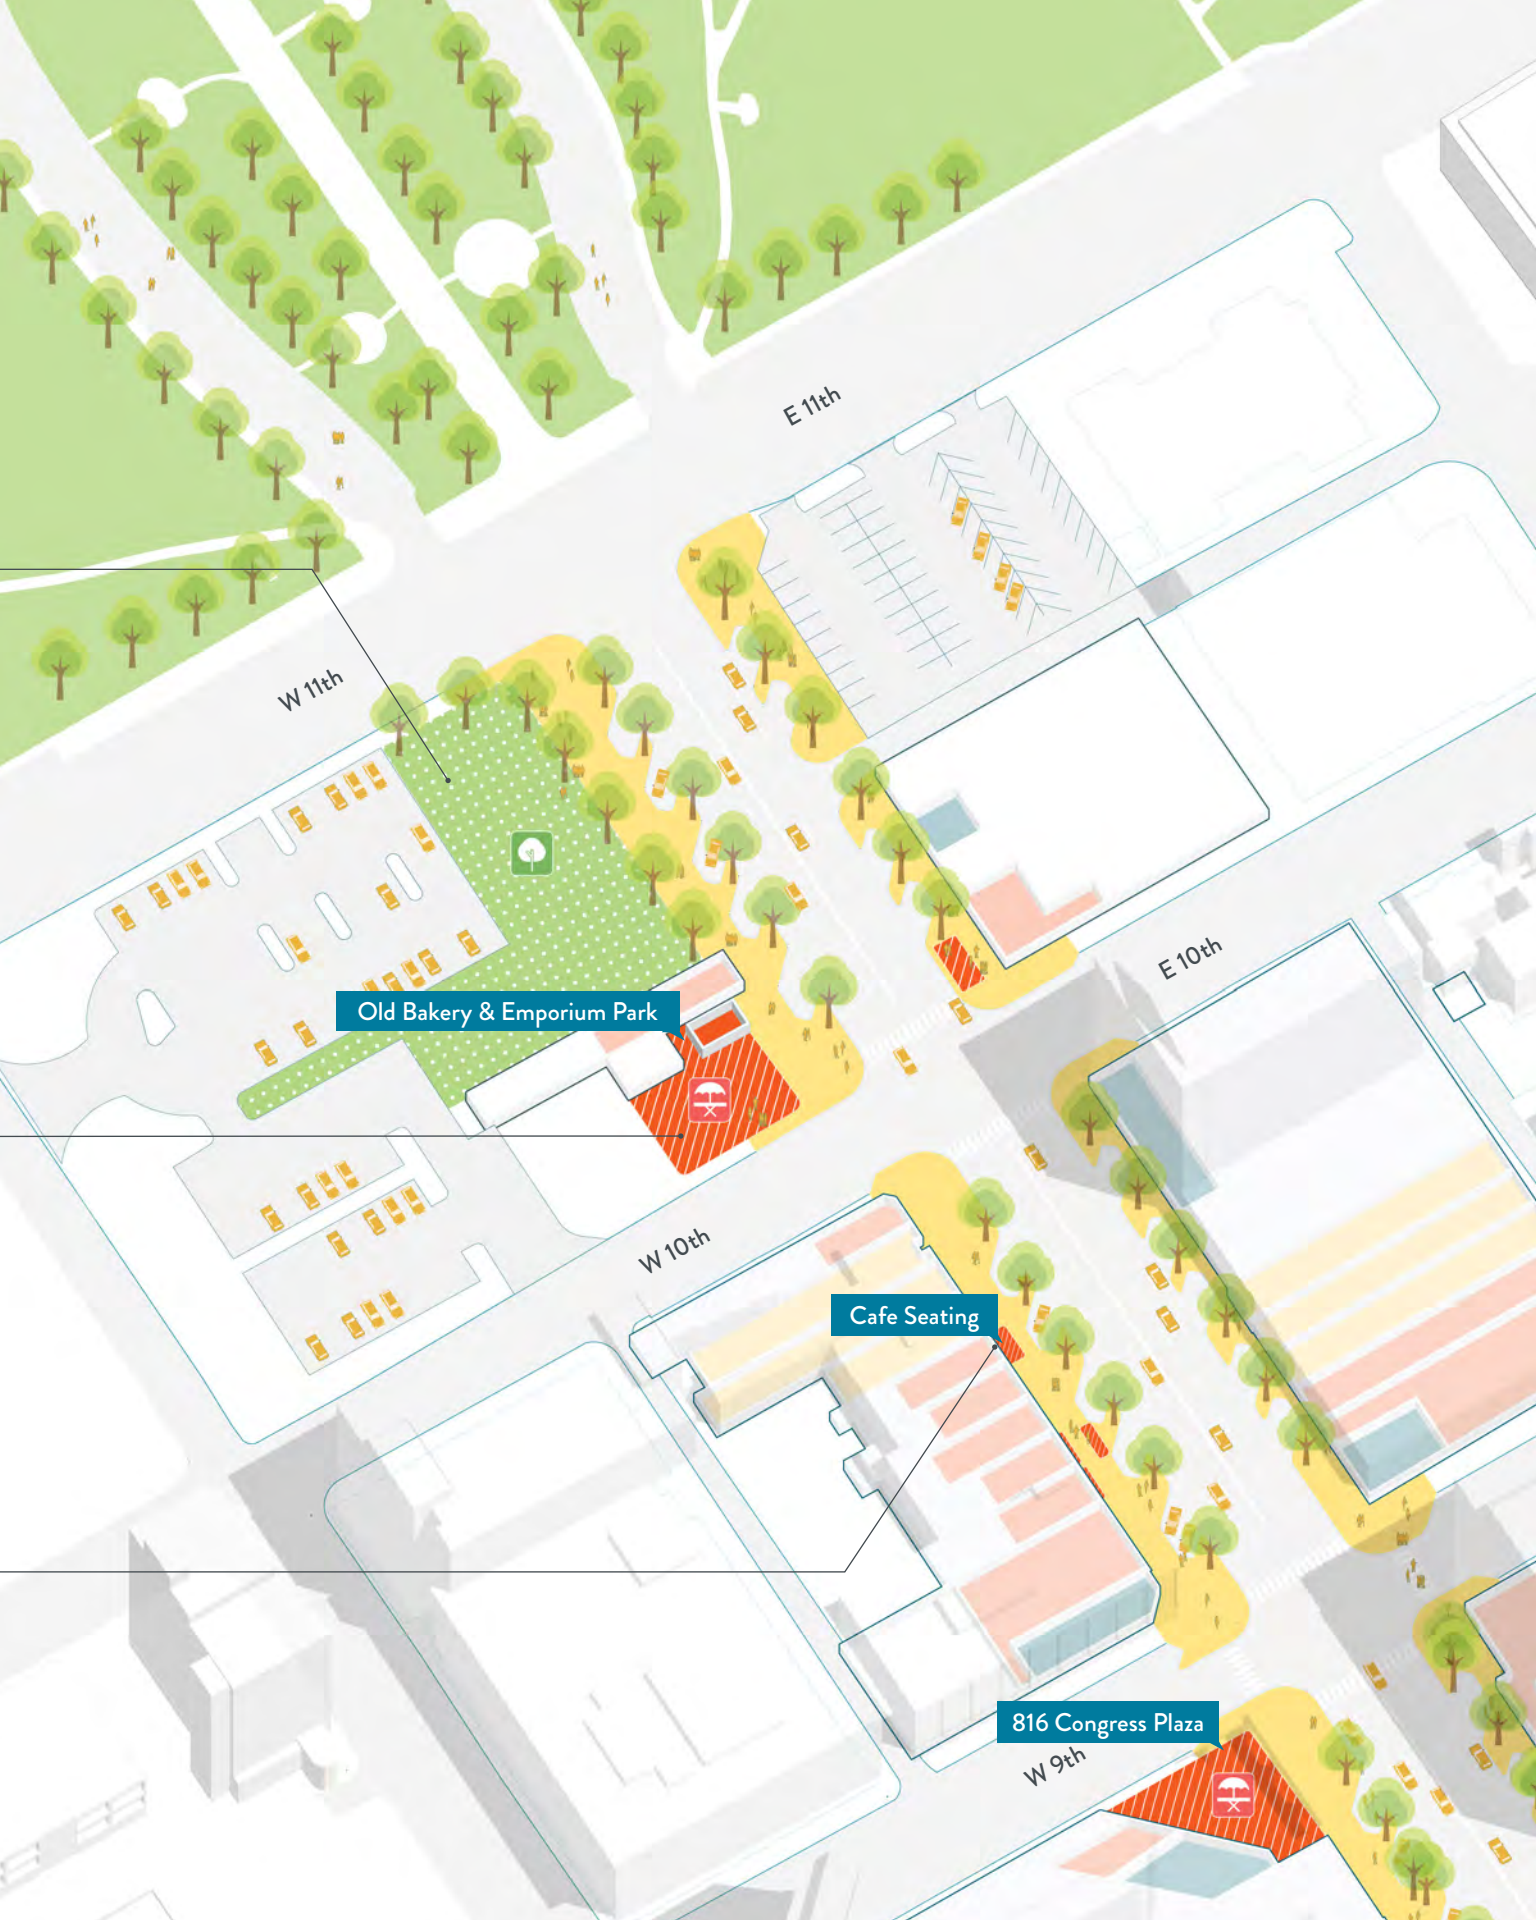 E 11th
W 11th
E 10th
Old Bakery & Emporium Park
W 10th
Cafe Seating
816 Congress Plaza
W 9th